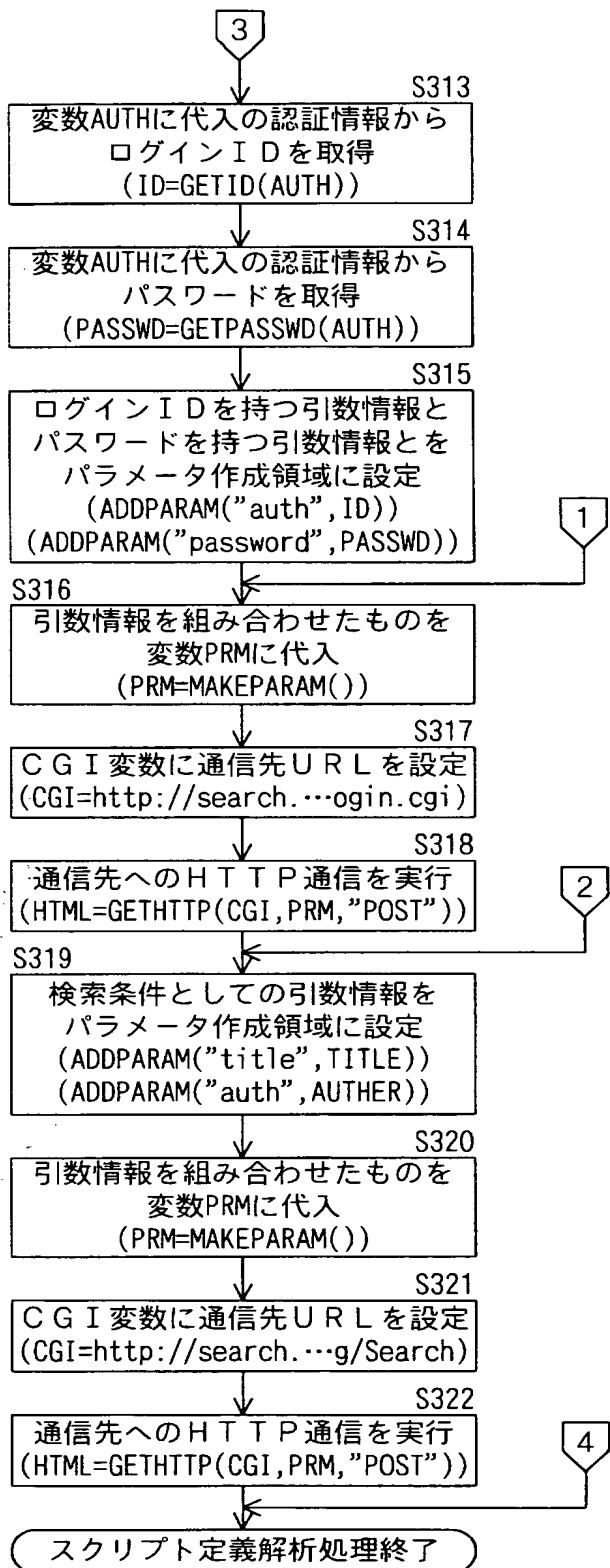 3
S313
変数AUTHに代入の認証情報から
ログインＩＤを取得
(ID=GETID(AUTH))
S314
変数AUTHに代入の認証情報から
パスワードを取得
(PASSWD=GETPASSWD(AUTH))
S315
ログインＩＤを持つ引数情報と
パスワードを持つ引数情報とを
パラメータ作成領域に設定
(ADDPARAM("auth",ID))
(ADDPARAM("password",PASSWD))
1
S316
引数情報を組み合わせたものを
変数PRMに代入
(PRM=MAKEPARAM())
S317
ＣＧＩ変数に通信先ＵＲＬを設定
(CGI=http://search.…ogin.cgi)
S318
通信先へのＨＴＴＰ通信を実行
(HTML=GETHTTP(CGI,PRM,"POST"))
2
S319
検索条件としての引数情報を
パラメータ作成領域に設定
(ADDPARAM("title",TITLE))
(ADDPARAM("auth",AUTHER))
S320
引数情報を組み合わせたものを
変数PRMに代入
(PRM=MAKEPARAM())
S321
ＣＧＩ変数に通信先ＵＲＬを設定
(CGI=http://search.…g/Search)
S322
通信先へのＨＴＴＰ通信を実行
(HTML=GETHTTP(CGI,PRM,"POST"))
4
スクリプト定義解析処理終了